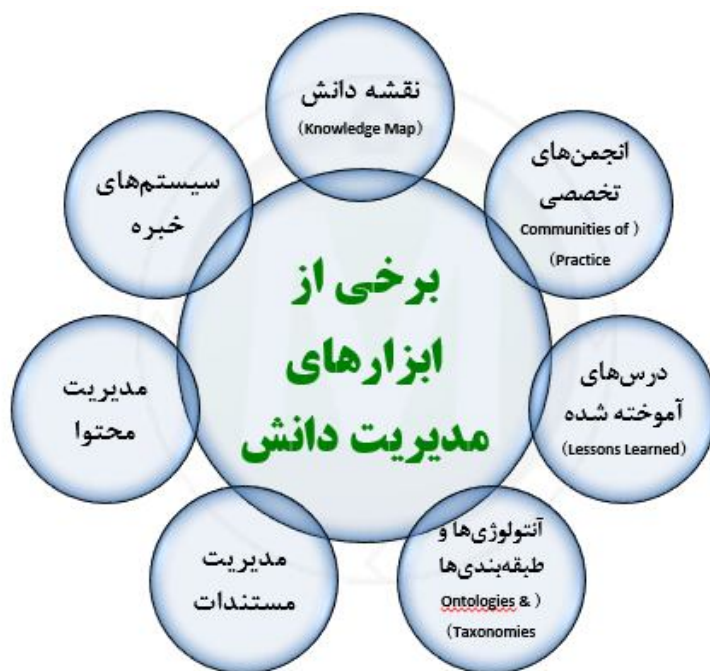 برخی از
ابزارهای
مدیریت دانش
نقشه دانش
(Knowledge Map)
انجمن‌های
تخصصی
Communities of )
(Practice
درس‌های
آموخته شده
(Lessons Learned)
آنتولوژی‌ها و
طبقه‌بندی‌ها
Ontologies & )
(Taxonomies
مدیریت
مستندات
مدیریت
محتوا
سیستم‌های
خبره